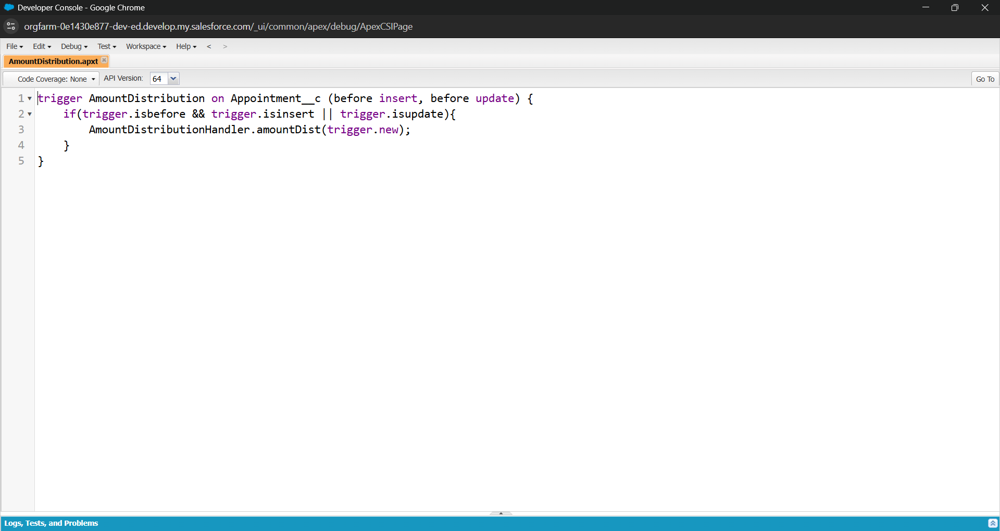 Developer Console - Google Chrome
orgfarm-0e1430e877-dev-ed.develop.my.salesforce.com/_ui/common/apex/debug/ApexCSIPage
File Edit Debug Test Workspace Help < >
AmountDistribution.apxt
Code Coverage: None API Version: 64 Go To
1 trigger AmountDistribution on Appointment__c (before insert, before update) {
2 if(trigger.isbefore && trigger.isinsert || trigger.isupdate){
3 AmountDistributionHandler.amountDist(trigger.new);
4 }
5 }
Logs, Tests, and Problems